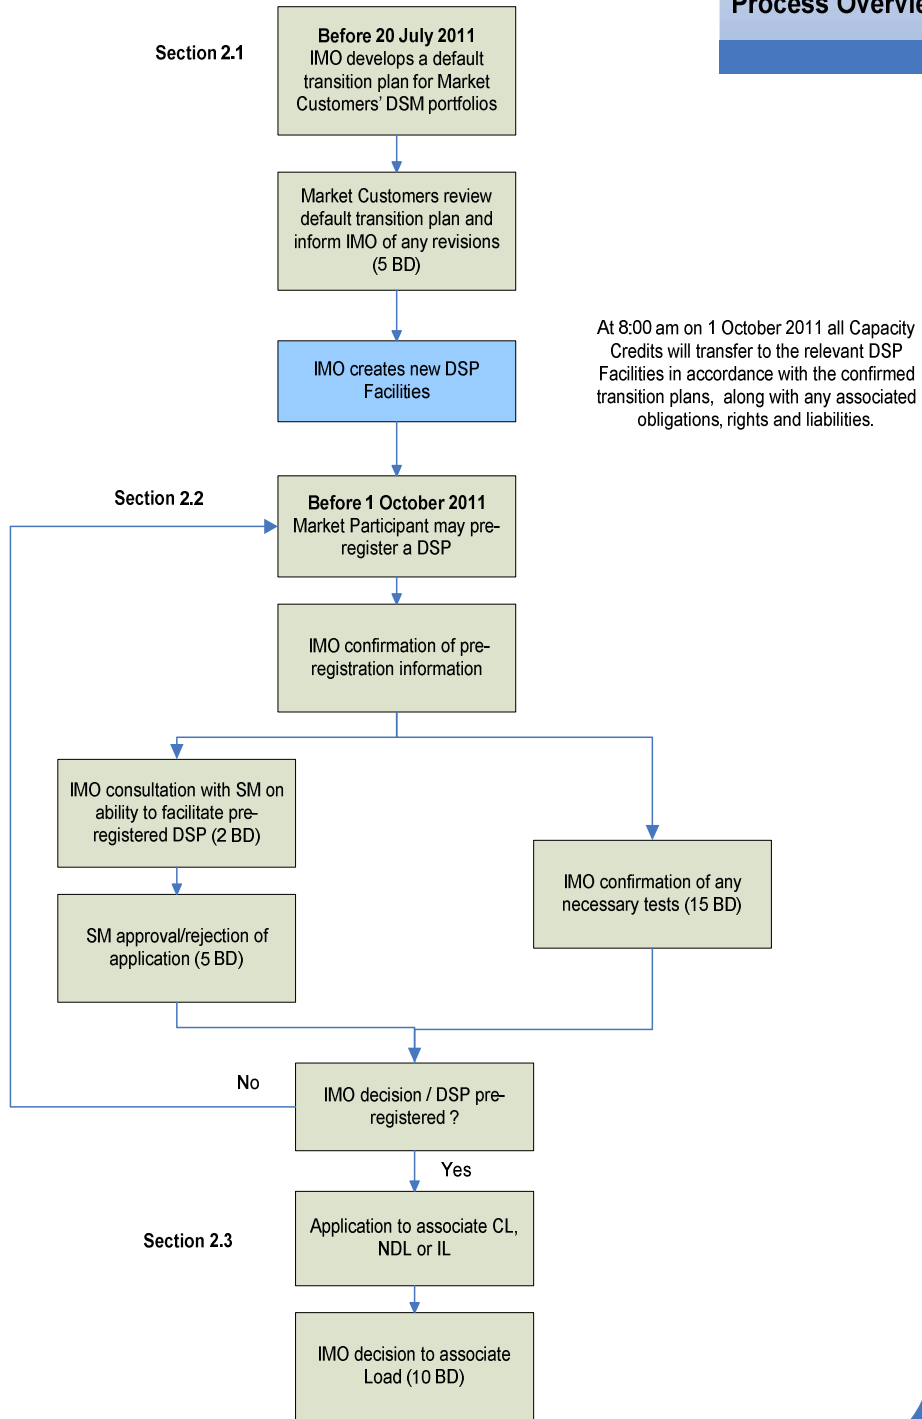 Process Overvie
Section 2.1
Before 20 July 2011
IMO develops a default
transition plan for Market
Customers' DSM portfolios
Market Customers review
default transition plan and
inform IMO of any revisions
(5 BD)
IMO creates new DSP
Facilities
At 8:00 am on 1 October 2011 all Capacity
Credits will transfer to the relevant DSP
Facilities in accordance with the confirmed
transition plans, along with any associated
obligations, rights and liabilities.
Section 2.2
Before 1 October 2011
Market Participant may pre-
register a DSP
IMO confirmation of pre-
registration information
IMO consultation with SM on
ability to facilitate pre-
registered DSP (2 BD)
IMO confirmation of any
necessary tests (15 BD)
SM approval/rejection of
application (5 BD)
No
IMO decision / DSP pre-
registered ?
Yes
Section 2.3
Application to associate CL,
NDL or IL
IMO decision to associate
Load (10 BD)